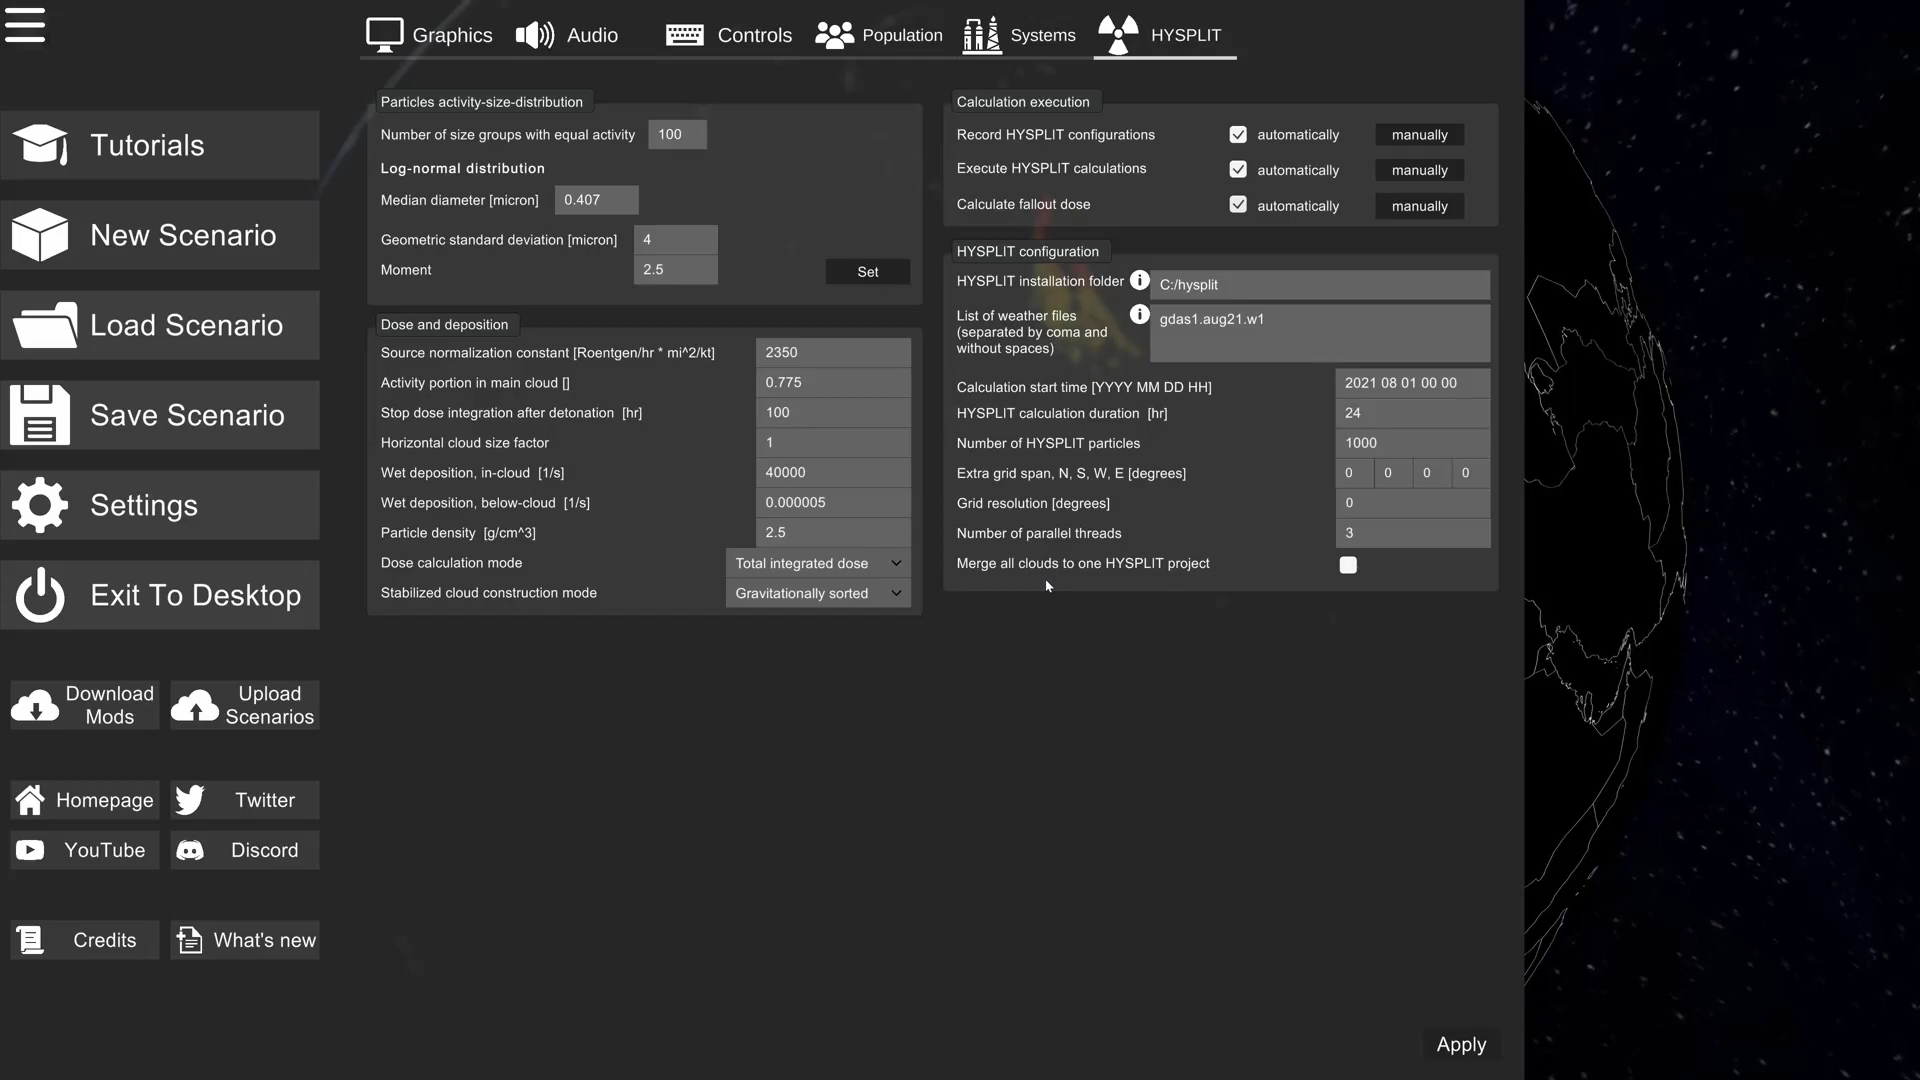 Graphics
Audio
Controls
Population
Systems
HYSPLIT
Tutorials
New Scenario
Load Scenario
Save Scenario
Settings
Exit To Desktop
Download
Mods
Upload
Scenarios
Homepage
Twitter
YouTube
Discord
Credits
What's new
Particles activity-size-distribution
Number of size groups with equal activity 100
Log-normal distribution
Median diameter [micron] 0.407
Geometric standard deviation [micron] 4
Moment 2.5
Set
Dose and deposition
Source normalization constant [Roentgen/hr * mi^2/kt] 2350
Activity portion in main cloud [] 0.775
Stop dose integration after detonation [hr] 100
Horizontal cloud size factor 1
Wet deposition, in-cloud [1/s] 40000
Wet deposition, below-cloud [1/s] 0.000005
Particle density [g/cm^3] 2.5
Dose calculation mode Total integrated dose
Stabilized cloud construction mode Gravitationally sorted
Calculation execution
Record HYSPLIT configurations automatically manually
Execute HYSPLIT calculations automatically manually
Calculate fallout dose automatically manually
HYSPLIT configuration
HYSPLIT installation folder C:/hysplit
List of weather files gdas1.aug21.w1
(separated by coma and
without spaces)
Calculation start time [YYYY MM DD HH] 2021 08 01 00 00
HYSPLIT calculation duration [hr] 24
Number of HYSPLIT particles 1000
Extra grid span, N, S, W, E [degrees] 0 0 0 0
Grid resolution [degrees] 0
Number of parallel threads 3
Merge all clouds to one HYSPLIT project
Apply